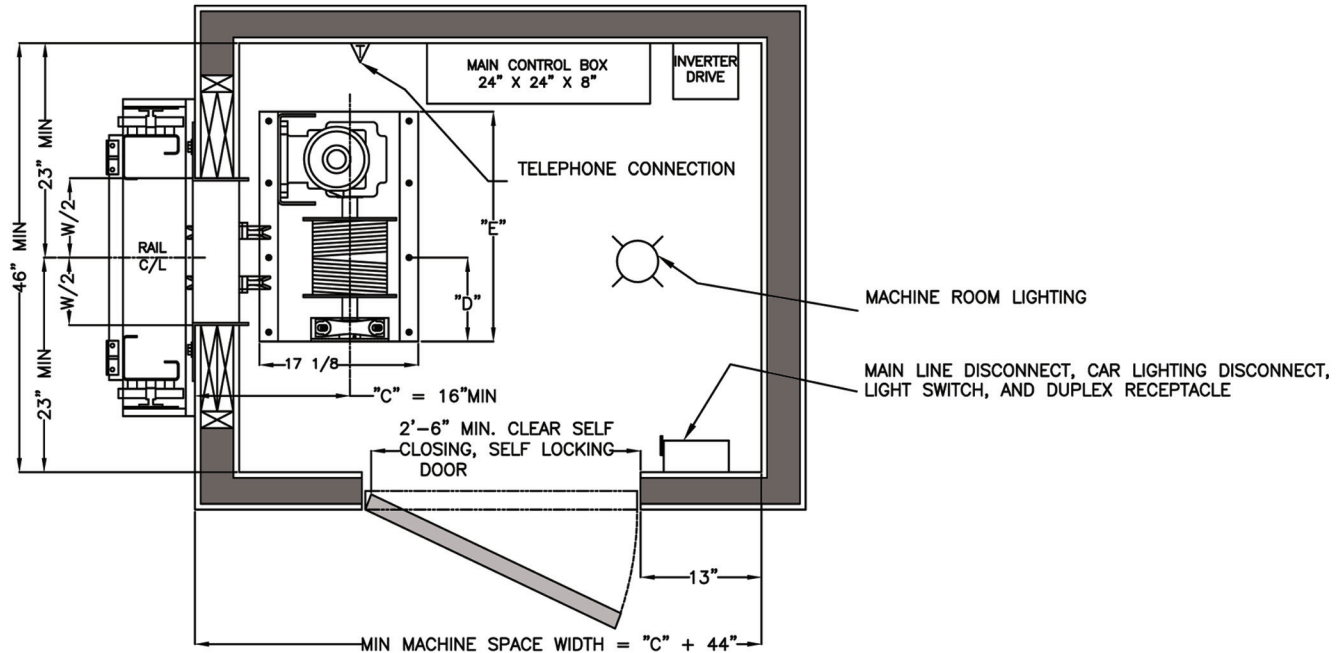 T
MAIN CONTROL BOX
24" X 24" X 8"
INVERTER
DRIVE
TELEPHONE CONNECTION
46" MIN
23" MIN
W/2
RAIL
C/L
W/2
23" MIN
"E"
"D"
17 1/8
"C" = 16"MIN
MACHINE ROOM LIGHTING
MAIN LINE DISCONNECT, CAR LIGHTING DISCONNECT,
LIGHT SWITCH, AND DUPLEX RECEPTACLE
2'-6" MIN. CLEAR SELF
CLOSING, SELF LOCKING
DOOR
13"
MIN MACHINE SPACE WIDTH = "C" + 44"